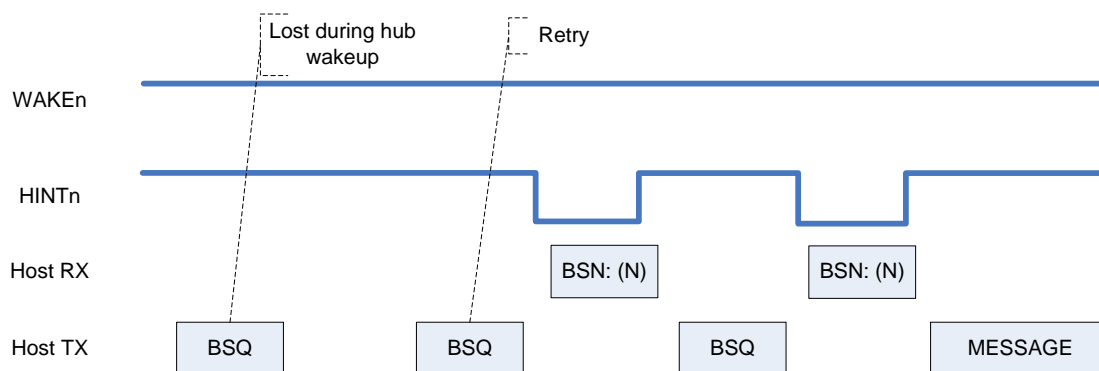 Lost during hub
wakeup
Retry
WAKEn
HINTn
Host RX
BSN: (N)
BSN: (N)
Host TX
BSQ
BSQ
BSQ
MESSAGE